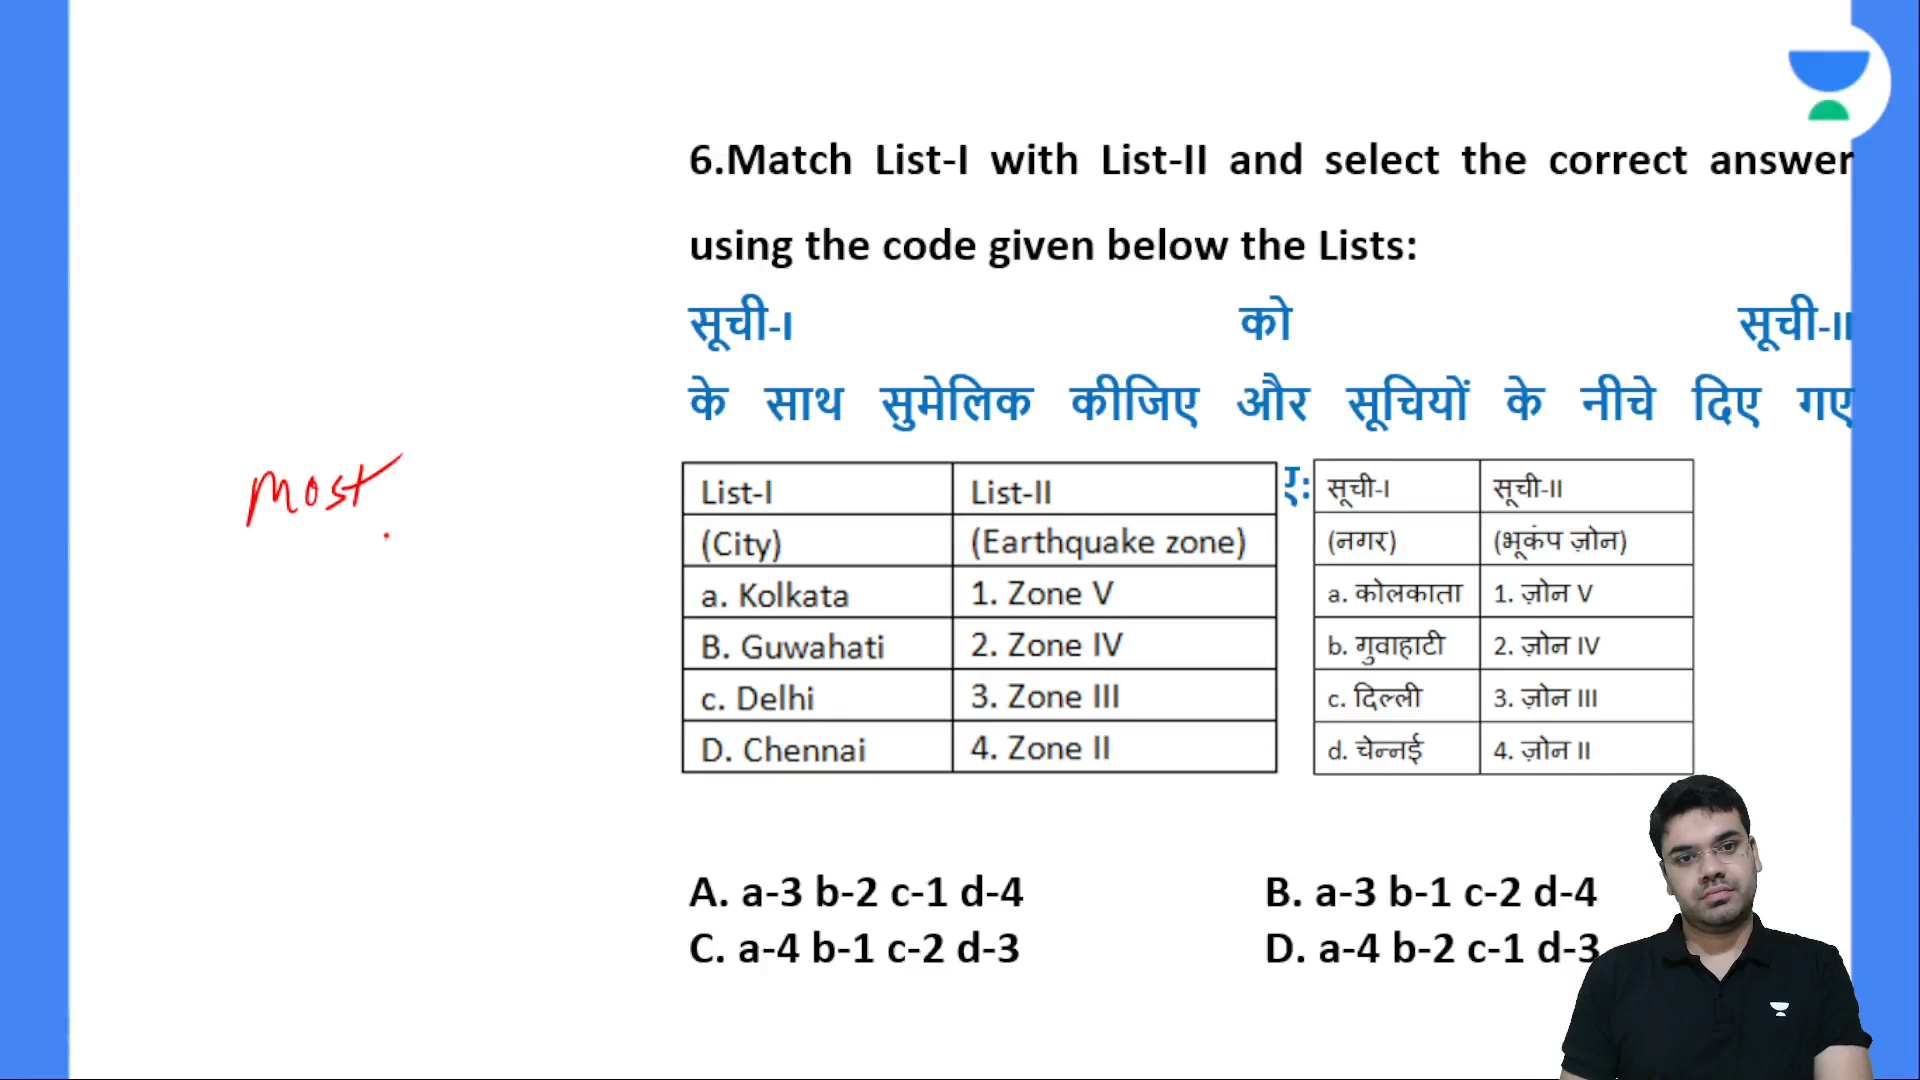 6.Match List-I with List-II and select the correct answer
using the code given below the Lists:
सूची-I को सूची-II
के साथ सुमेलिक कीजिए और सूचियों के नीचे दिए गए
ए:
most
List-I List-II
(City) (Earthquake zone)
a. Kolkata 1. Zone V
B. Guwahati 2. Zone IV
c. Delhi 3. Zone III
D. Chennai 4. Zone II
सूची-I सूची-II
(नगर) (भूकंप ज़ोन)
a. कोलकाता 1. ज़ोन V
b. गुवाहाटी 2. ज़ोन IV
c. दिल्ली 3. ज़ोन III
d. चेन्नई 4. ज़ोन II
A. a-3 b-2 c-1 d-4
B. a-3 b-1 c-2 d-4
C. a-4 b-1 c-2 d-3
D. a-4 b-2 c-1 d-3